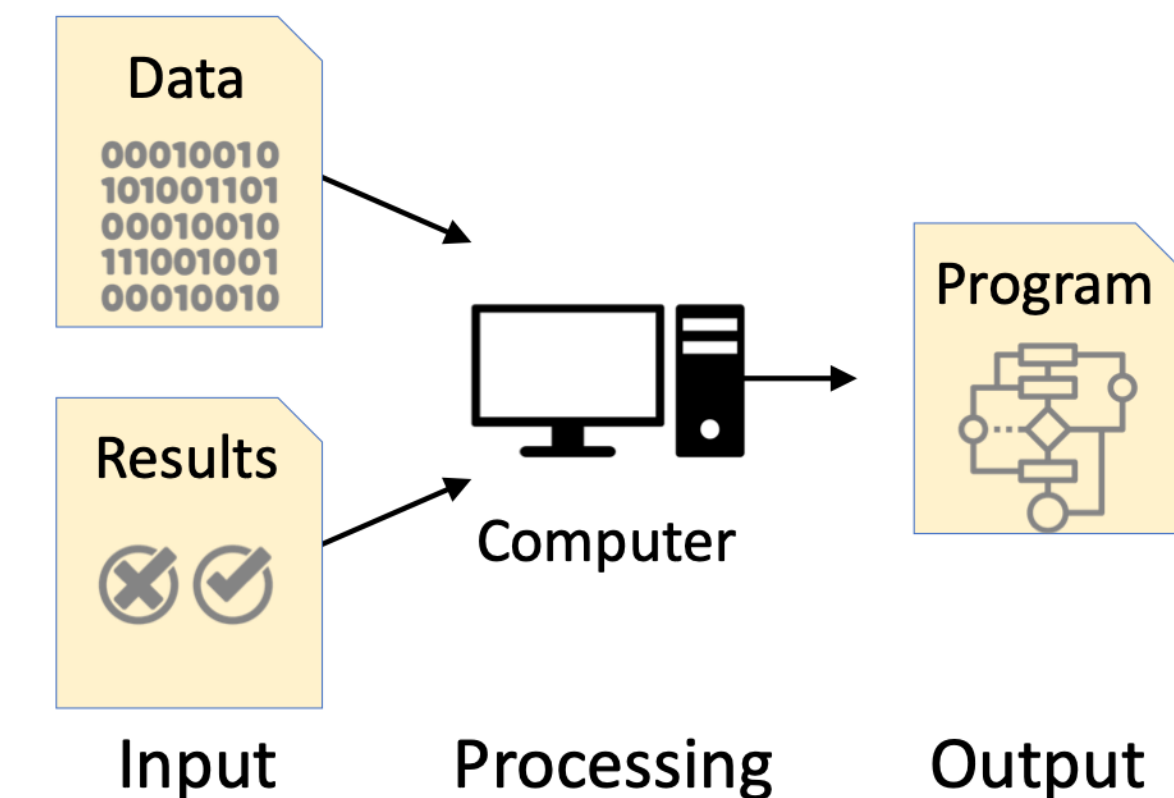 Data
00010010
101001101
00010010
111001001
00010010
Results
Computer
Program
Input
Processing
Output